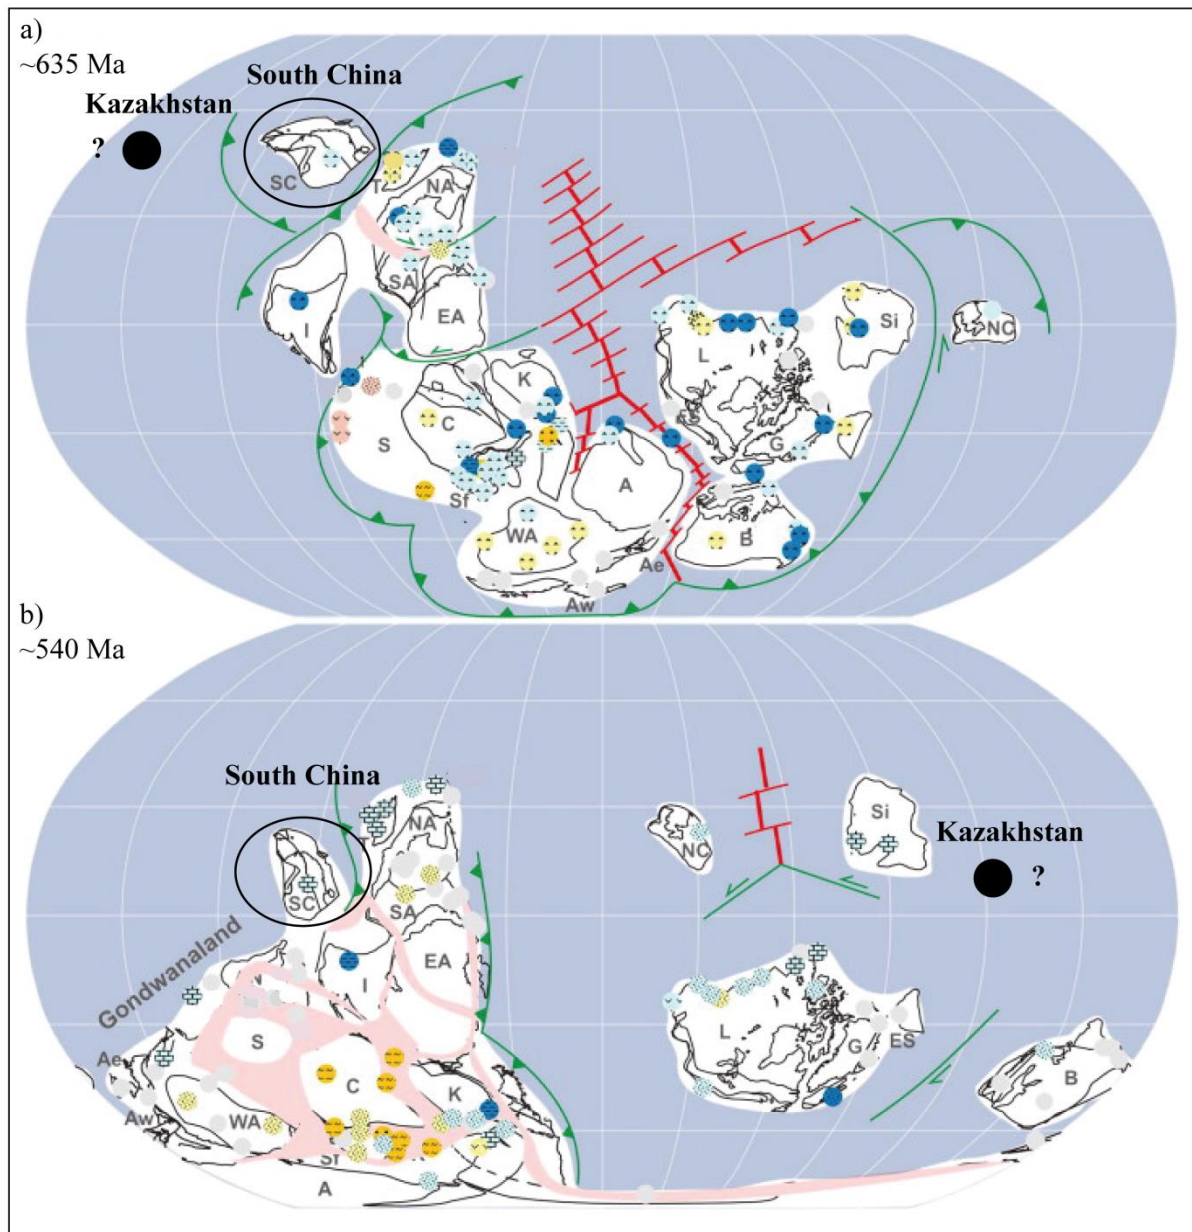 a)
~635 Ma
South China
Kazakhstan
?
SC
T
NA
SA
EA
I
K
C
S
Sf
WA
A
Ae
Aw
L
ES
G
B
Si
NC
b)
~540 Ma
South China
SC
T
NA
SA
EA
I
Gondwanaland
S
C
K
Ae
Aw
WA
Sf
A
NC
Si
Kazakhstan
?
L
G
ES
B